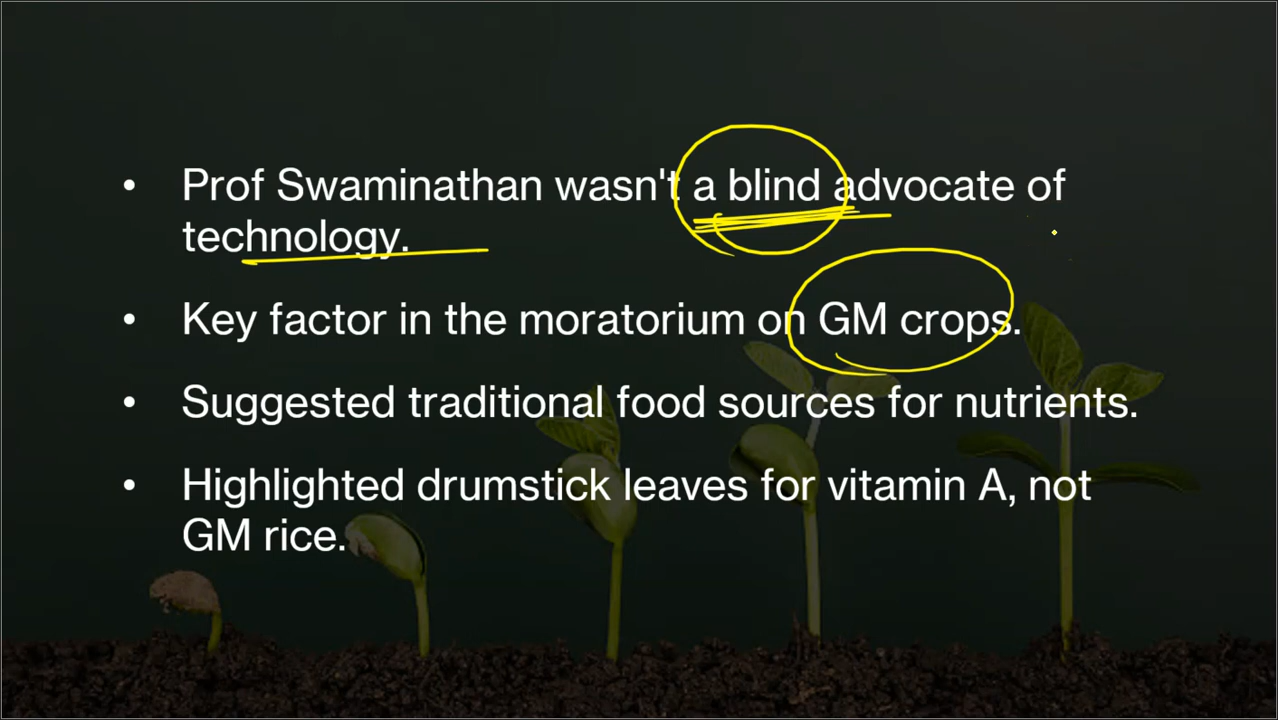 • Prof Swaminathan wasn't a blind advocate of
technology.
• Key factor in the moratorium on GM crops.
• Suggested traditional food sources for nutrients.
• Highlighted drumstick leaves for vitamin A, not
GM rice.